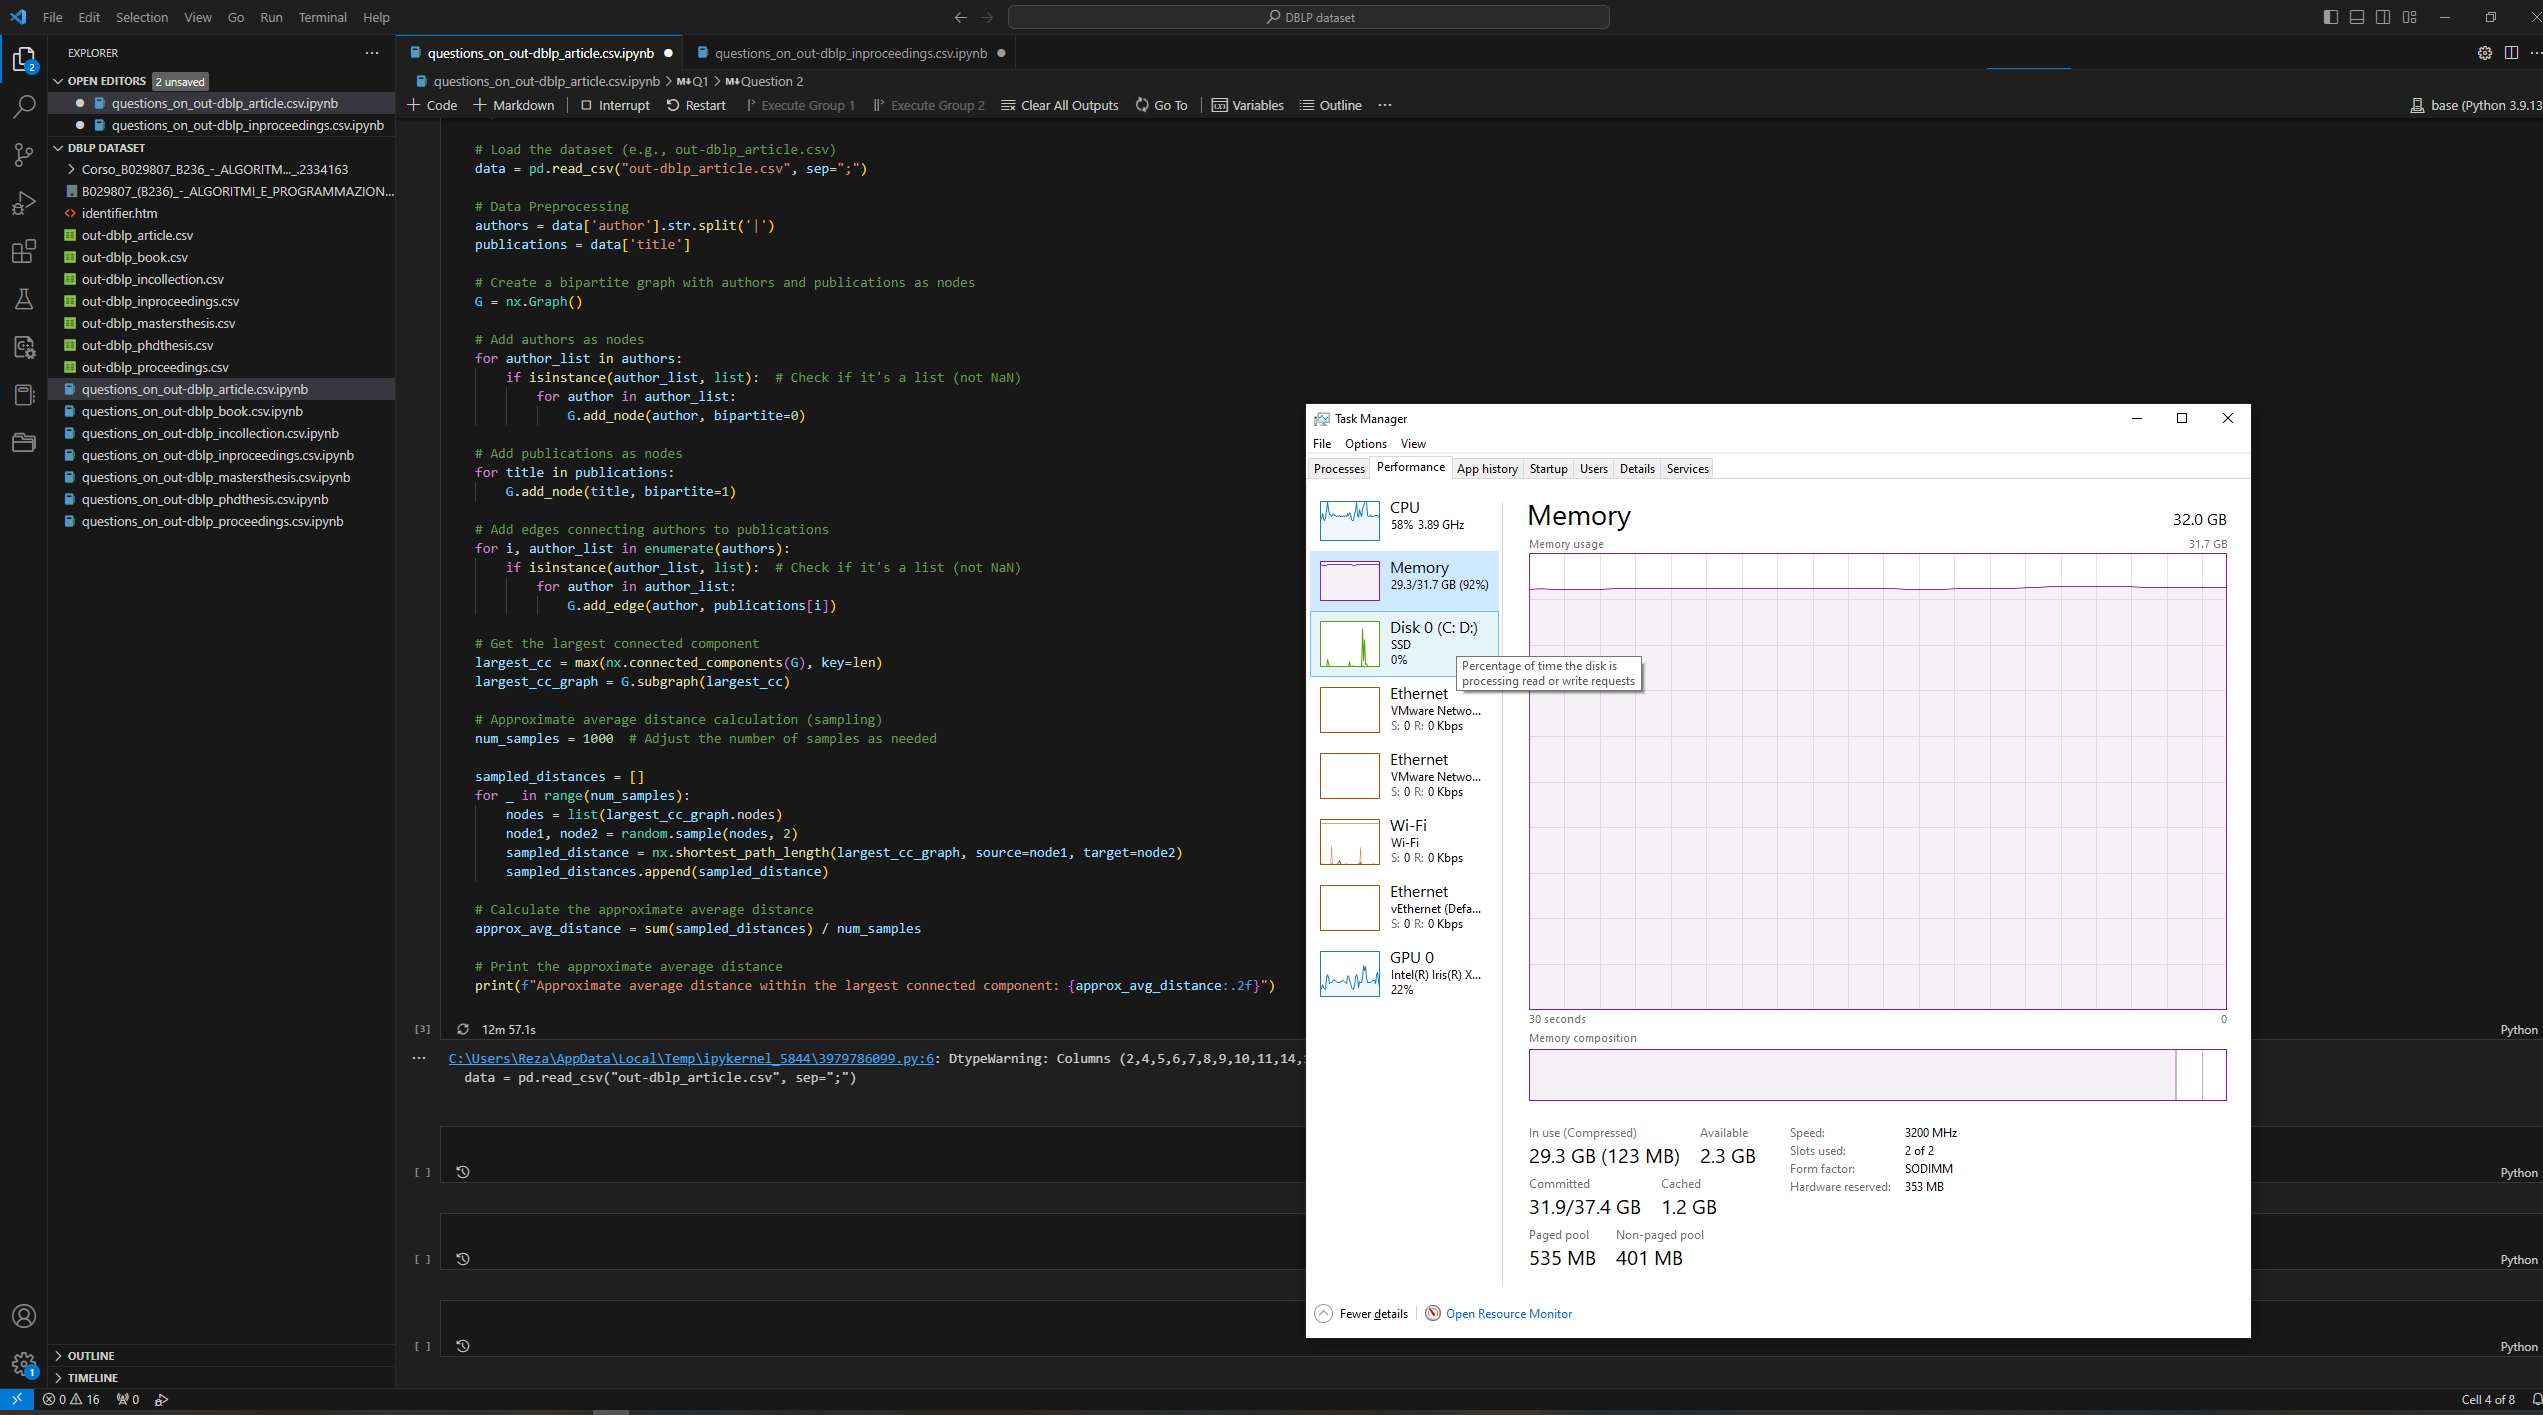 File Edit Selection View Go Run Terminal Help
DBLP dataset
EXPLORER
OPEN EDITORS 2 unsaved
questions_on_out-dblp_article.csv.ipynb
questions_on_out-dblp_inproceedings.csv.ipynb
DBLP DATASET
Corso_B029807_B236_-_ALGORITM..._.2334163
B029807_(B236)_-_ALGORITMI_E_PROGRAMMAZION...
identifier.htm
out-dblp_article.csv
out-dblp_book.csv
out-dblp_incollection.csv
out-dblp_inproceedings.csv
out-dblp_mastersthesis.csv
out-dblp_phdthesis.csv
out-dblp_proceedings.csv
questions_on_out-dblp_article.csv.ipynb
questions_on_out-dblp_book.csv.ipynb
questions_on_out-dblp_incollection.csv.ipynb
questions_on_out-dblp_inproceedings.csv.ipynb
questions_on_out-dblp_mastersthesis.csv.ipynb
questions_on_out-dblp_phdthesis.csv.ipynb
questions_on_out-dblp_proceedings.csv.ipynb
OUTLINE
TIMELINE
questions_on_out-dblp_article.csv.ipynb questions_on_out-dblp_inproceedings.csv.ipynb
questions_on_out-dblp_article.csv.ipynb > M↓Q1 > M↓Question 2
Code Markdown Interrupt Restart Execute Group 1 Execute Group 2 Clear All Outputs Go To Variables Outline ... base (Python 3.9.13
# Load the dataset (e.g., out-dblp_article.csv)
data = pd.read_csv("out-dblp_article.csv", sep=";")
# Data Preprocessing
authors = data['author'].str.split('|')
publications = data['title']
# Create a bipartite graph with authors and publications as nodes
G = nx.Graph()
# Add authors as nodes
for author_list in authors:
if isinstance(author_list, list): # Check if it's a list (not NaN)
for author in author_list:
G.add_node(author, bipartite=0)
# Add publications as nodes
for title in publications:
G.add_node(title, bipartite=1)
# Add edges connecting authors to publications
for i, author_list in enumerate(authors):
if isinstance(author_list, list): # Check if it's a list (not NaN)
for author in author_list:
G.add_edge(author, publications[i])
# Get the largest connected component
largest_cc = max(nx.connected_components(G), key=len)
largest_cc_graph = G.subgraph(largest_cc)
# Approximate average distance calculation (sampling)
num_samples = 1000 # Adjust the number of samples as needed
sampled_distances = []
for _ in range(num_samples):
nodes = list(largest_cc_graph.nodes)
node1, node2 = random.sample(nodes, 2)
sampled_distance = nx.shortest_path_length(largest_cc_graph, source=node1, target=node2)
sampled_distances.append(sampled_distance)
# Calculate the approximate average distance
approx_avg_distance = sum(sampled_distances) / num_samples
# Print the approximate average distance
print(f"Approximate average distance within the largest connected component: {approx_avg_distance:.2f}")
[3] 12m 57.1s Python
... C:\Users\Reza\AppData\Local\Temp\ipykernel_5844\3979786099.py:6: DtypeWarning: Columns (2,4,5,6,7,8,9,10,11,14,
data = pd.read_csv("out-dblp_article.csv", sep=";")
[ ] Python
[ ] Python
[ ] Python
Task Manager
File Options View
Processes Performance App history Startup Users Details Services
CPU
58% 3.89 GHz
Memory
29.3/31.7 GB (92%)
Disk 0 (C: D:)
SSD
0%
Percentage of time the disk is
processing read or write requests
Ethernet
VMware Netwo...
S: 0 R: 0 Kbps
Ethernet
VMware Netwo...
S: 0 R: 0 Kbps
Wi-Fi
Wi-Fi
S: 0 R: 0 Kbps
Ethernet
vEthernet (Defa...
S: 0 R: 0 Kbps
GPU 0
Intel(R) Iris(R) X...
22%
Memory 32.0 GB
Memory usage 31.7 GB
30 seconds 0
Memory composition
In use (Compressed) Available
29.3 GB (123 MB) 2.3 GB
Committed Cached
31.9/37.4 GB 1.2 GB
Paged pool Non-paged pool
535 MB 401 MB
Speed: 3200 MHz
Slots used: 2 of 2
Form factor: SODIMM
Hardware reserved: 353 MB
Fewer details Open Resource Monitor
2
1
0 16 0 Cell 4 of 8